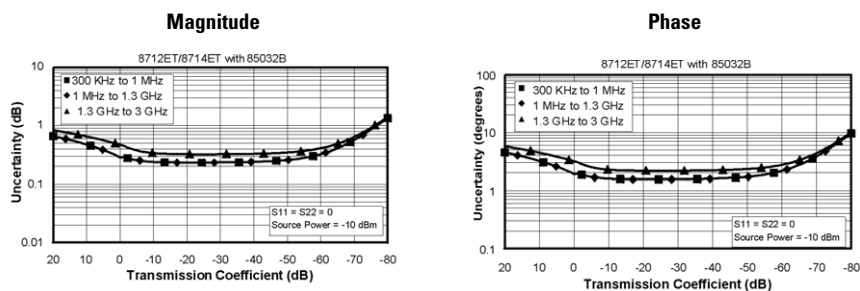 Magnitude
8712ET/8714ET with 85032B
10
1
0.1
0.01
Uncertainty (dB)
300 KHz to 1 MHz
1 MHz to 1.3 GHz
1.3 GHz to 3 GHz
S11 = S22 = 0
Source Power = -10 dBm
20 10 0 -10 -20 -30 -40 -50 -60 -70 -80
Transmission Coefficient (dB)
Phase
8712ET/8714ET with 85032B
100
10
1
0.1
Uncertainty (degrees)
300 KHz to 1 MHz
1 MHz to 1.3 GHz
1.3 GHz to 3 GHz
S11 = S22 = 0
Source Power = -10 dBm
20 10 0 -10 -20 -30 -40 -50 -60 -70 -80
Transmission Coefficient (dB)